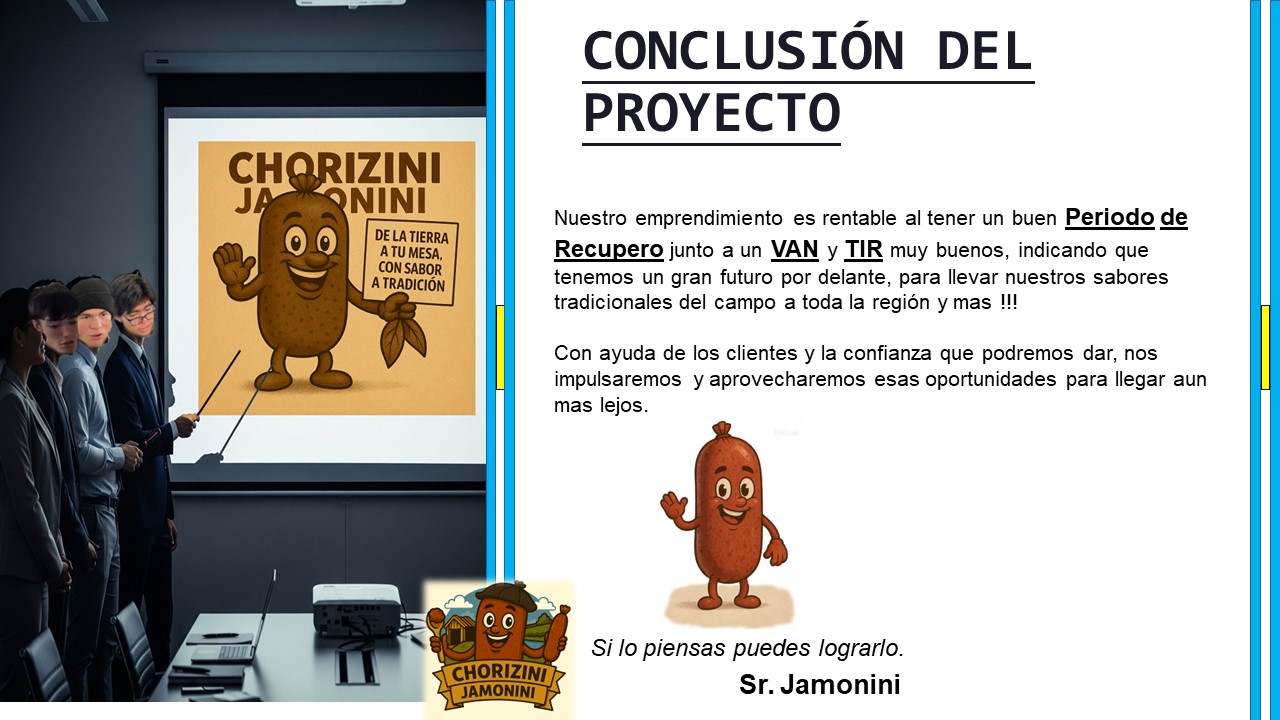 CONCLUSIÓN DEL
PROYECTO
CHORIZINI
JAMONINI
DE LA TIERRA
A TU MESA,
CON SABOR
A TRADICIÓN
Nuestro emprendimiento es rentable al tener un buen Periodo de
Recupero junto a un VAN y TIR muy buenos, indicando que
tenemos un gran futuro por delante, para llevar nuestros sabores
tradicionales del campo a toda la región y mas !!!
Con ayuda de los clientes y la confianza que podremos dar, nos
impulsaremos y aprovecharemos esas oportunidades para llegar aun
mas lejos.
Si lo piensas puedes lograrlo.
Sr. Jamonini
CHORIZINI
JAMONINI